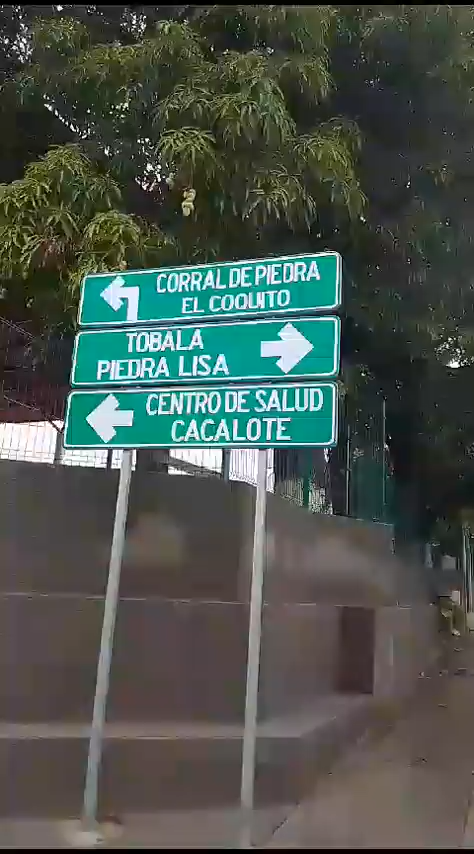 CORRAL DE PIEDRA
EL COQUITO
TOBALA
PIEDRA LISA
CENTRO DE SALUD
CACALOTE